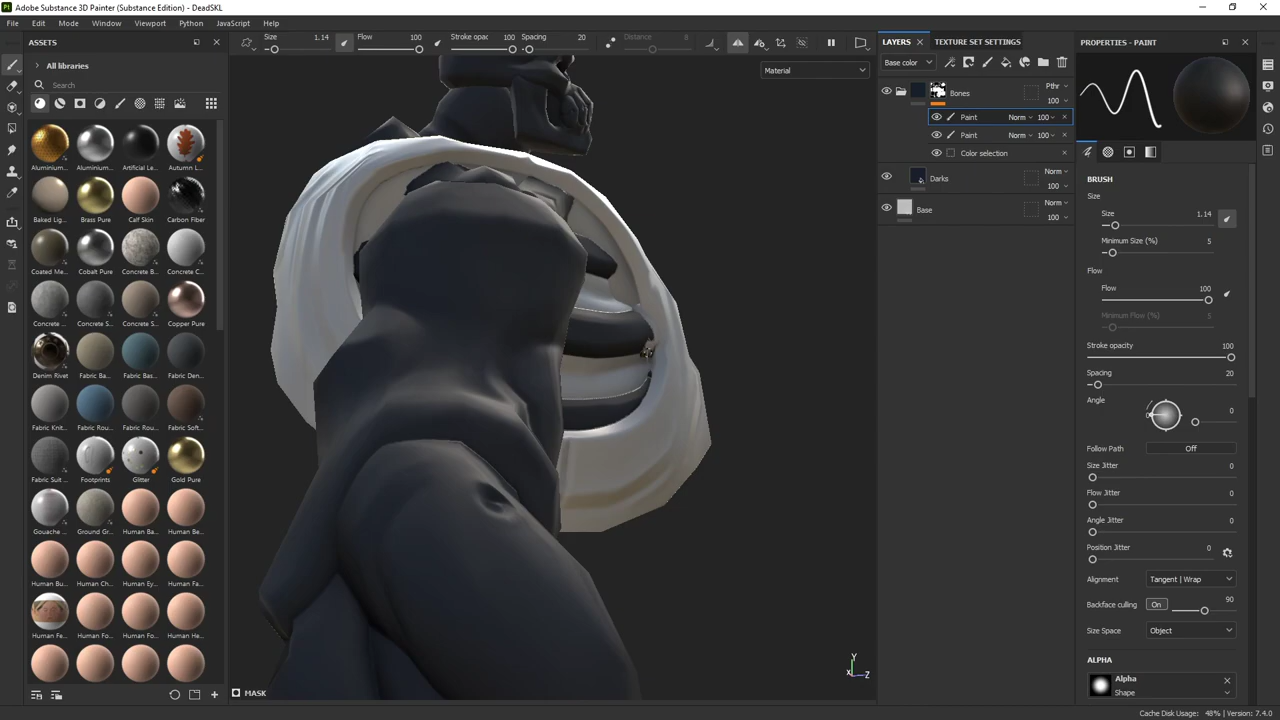 Adobe Substance 3D Painter (Substance Edition) - DeadSKL
File Edit Mode Window Viewport Python JavaScript Help
ASSETS
All libraries
Search
Aluminium... Aluminium... Artificial Le... Autumn L...
Baked Lig... Brass Pure Calf Skin Carbon Fiber
Coated Me... Cobalt Pure Concrete B... Concrete C...
Concrete ... Concrete S... Concrete S... Copper Pure
Denim Rivet Fabric Ba... Fabric Bas... Fabric Den...
Fabric Knit... Fabric Rou... Fabric Rou... Fabric Soft...
Fabric Suit ... Footprints Glitter Gold Pure
Gouache ... Ground Gr... Human Ba... Human Be...
Human Bu... Human Ch... Human Ey... Human Fa...
Human Fe... Human Fo... Human Fo... Human He...
Size 1.14 Flow 100 Stroke opac 100 Spacing 20 Distance 8
Material
MASK
Y
X Z
LAYERS TEXTURE SET SETTINGS
Base color
Bones Pthr 100
Paint Norm 100
Paint Norm 100
Color selection
Darks Norm 100
Base Norm 100
PROPERTIES - PAINT
BRUSH
Size
Size 1.14
Minimum Size (%) 5
Flow
Flow 100
Minimum Flow (%) 5
Stroke opacity 100
Spacing 20
Angle 0
Follow Path Off
Size Jitter 0
Flow Jitter 0
Angle Jitter 0
Position Jitter 0
Alignment Tangent | Wrap
Backface culling On 90
Size Space Object
ALPHA
Alpha
Shape
Cache Disk Usage: 48% | Version: 7.4.0